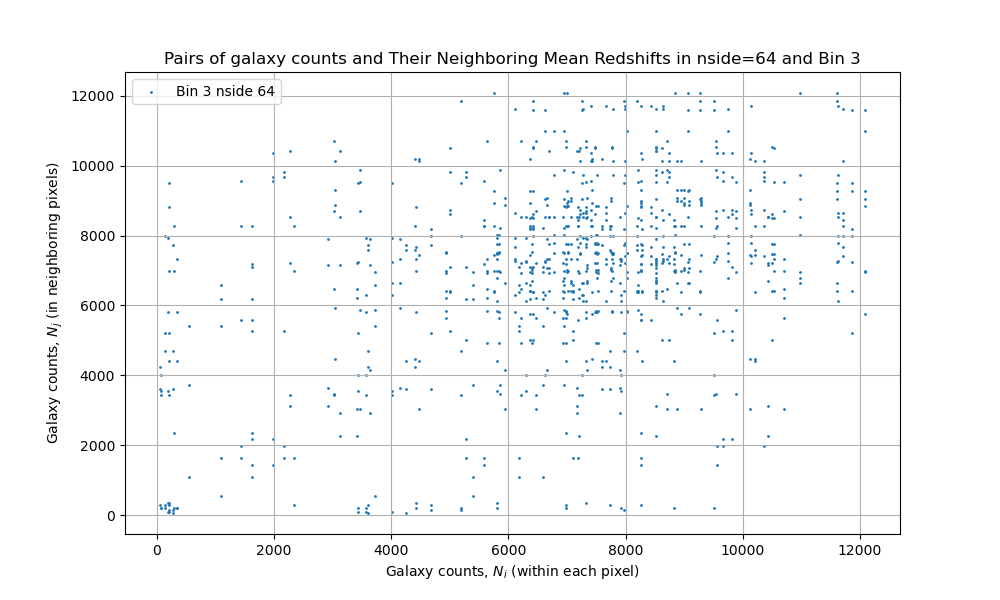 Pairs of galaxy counts and Their Neighboring Mean Redshifts in nside=64 and Bin 3
Bin 3 nside 64
12000
10000
8000
6000
4000
2000
0
Galaxy counts, N_j (in neighboring pixels)
0 2000 4000 6000 8000 10000 12000
Galaxy counts, N_i (within each pixel)